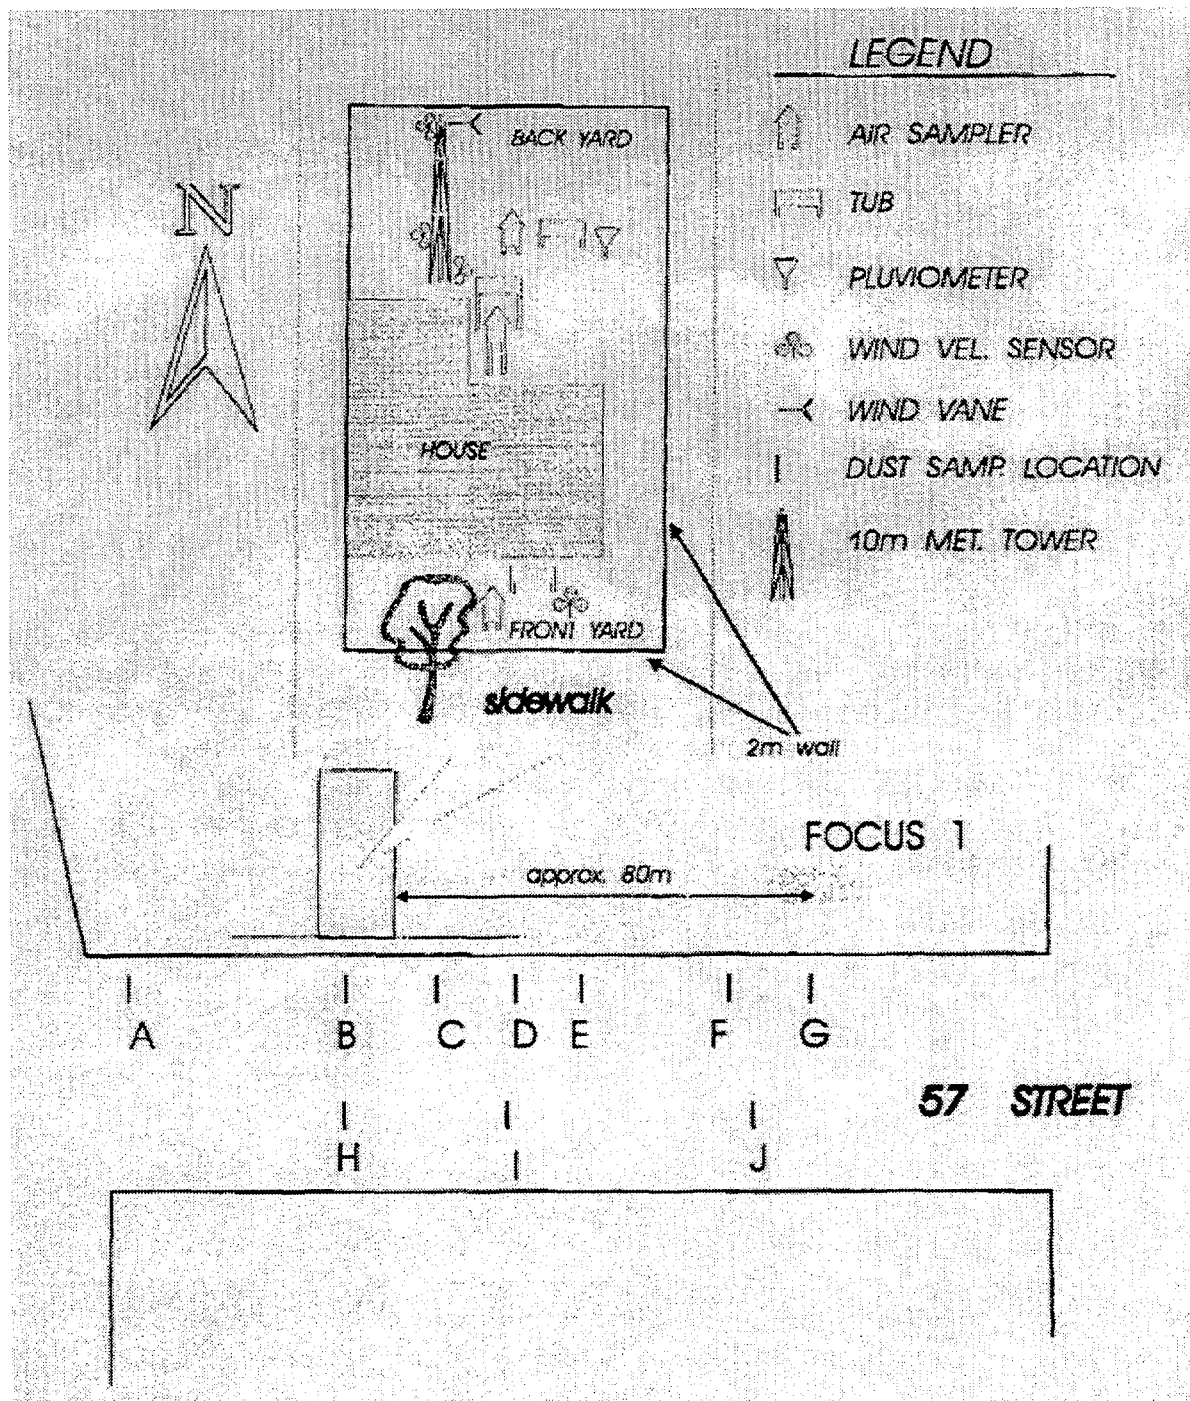 LEGEND
AIR SAMPLER
TUB
PLUVIOMETER
WIND VEL. SENSOR
WIND VANE
DUST SAMP. LOCATION
10m MET. TOWER
N
BACK YARD
HOUSE
FRONT YARD
sidewalk
2m wall
FOCUS 1
approx. 80m
A B C D E F G
57 STREET
H I J